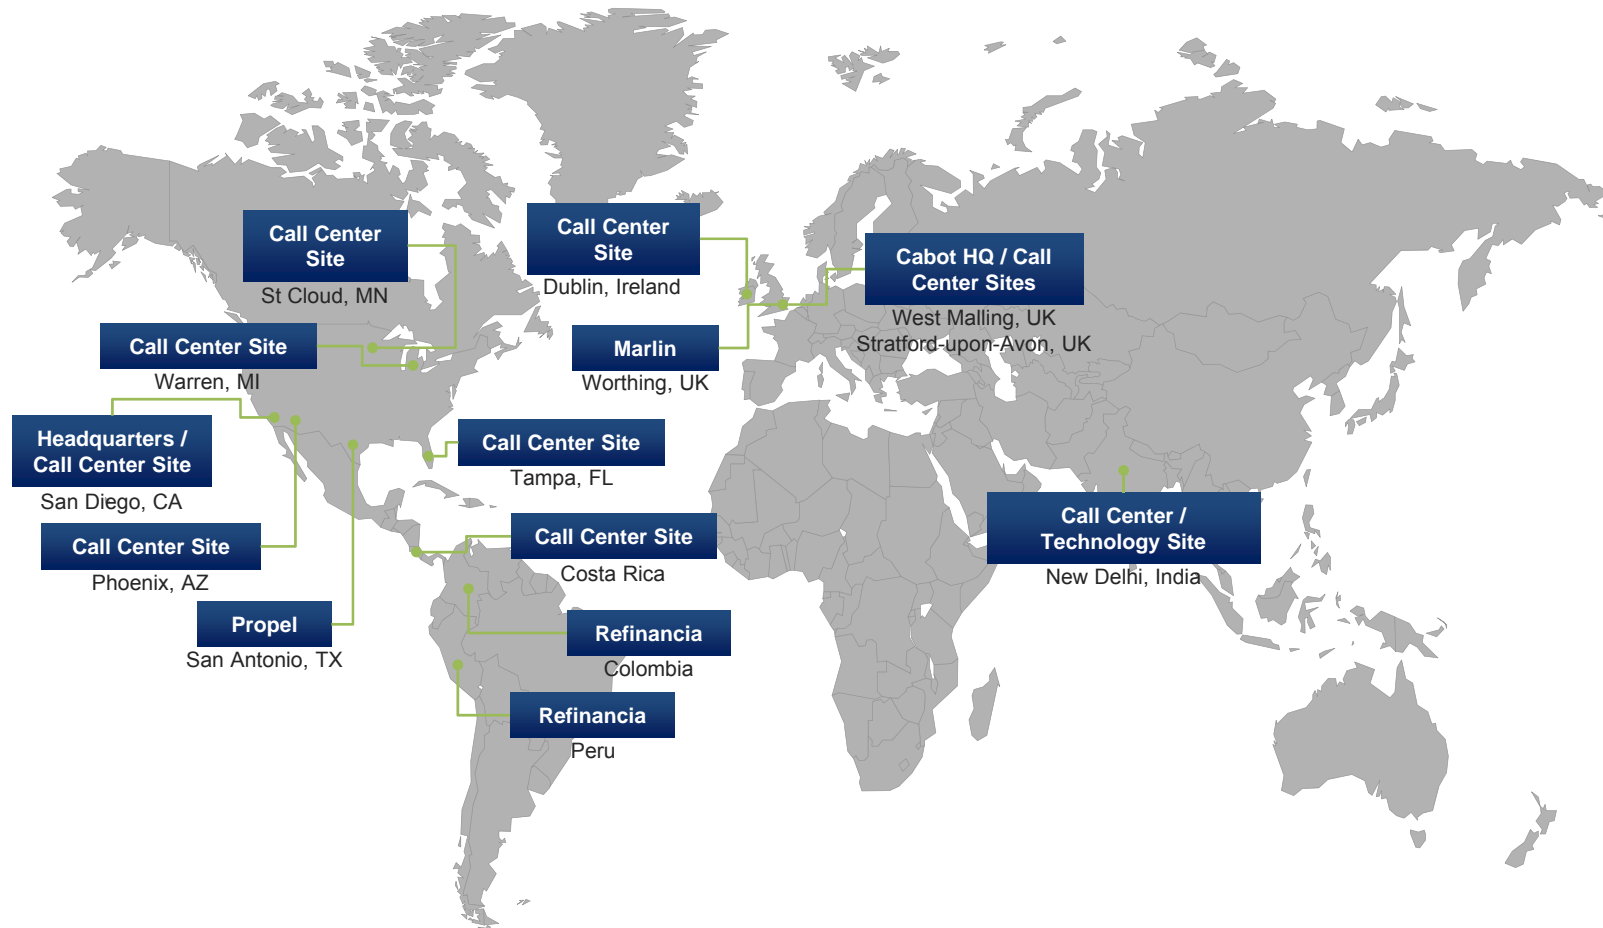 Call Center
Site
St Cloud, MN
Call Center
Site
Dublin, Ireland
Cabot HQ / Call
Center Sites
West Malling, UK
Stratford-upon-Avon, UK
Call Center Site
Warren, MI
Marlin
Worthing, UK
Headquarters /
Call Center Site
San Diego, CA
Call Center Site
Tampa, FL
Call Center Site
Phoenix, AZ
Call Center Site
Costa Rica
Call Center /
Technology Site
New Delhi, India
Propel
San Antonio, TX
Refinancia
Colombia
Refinancia
Peru